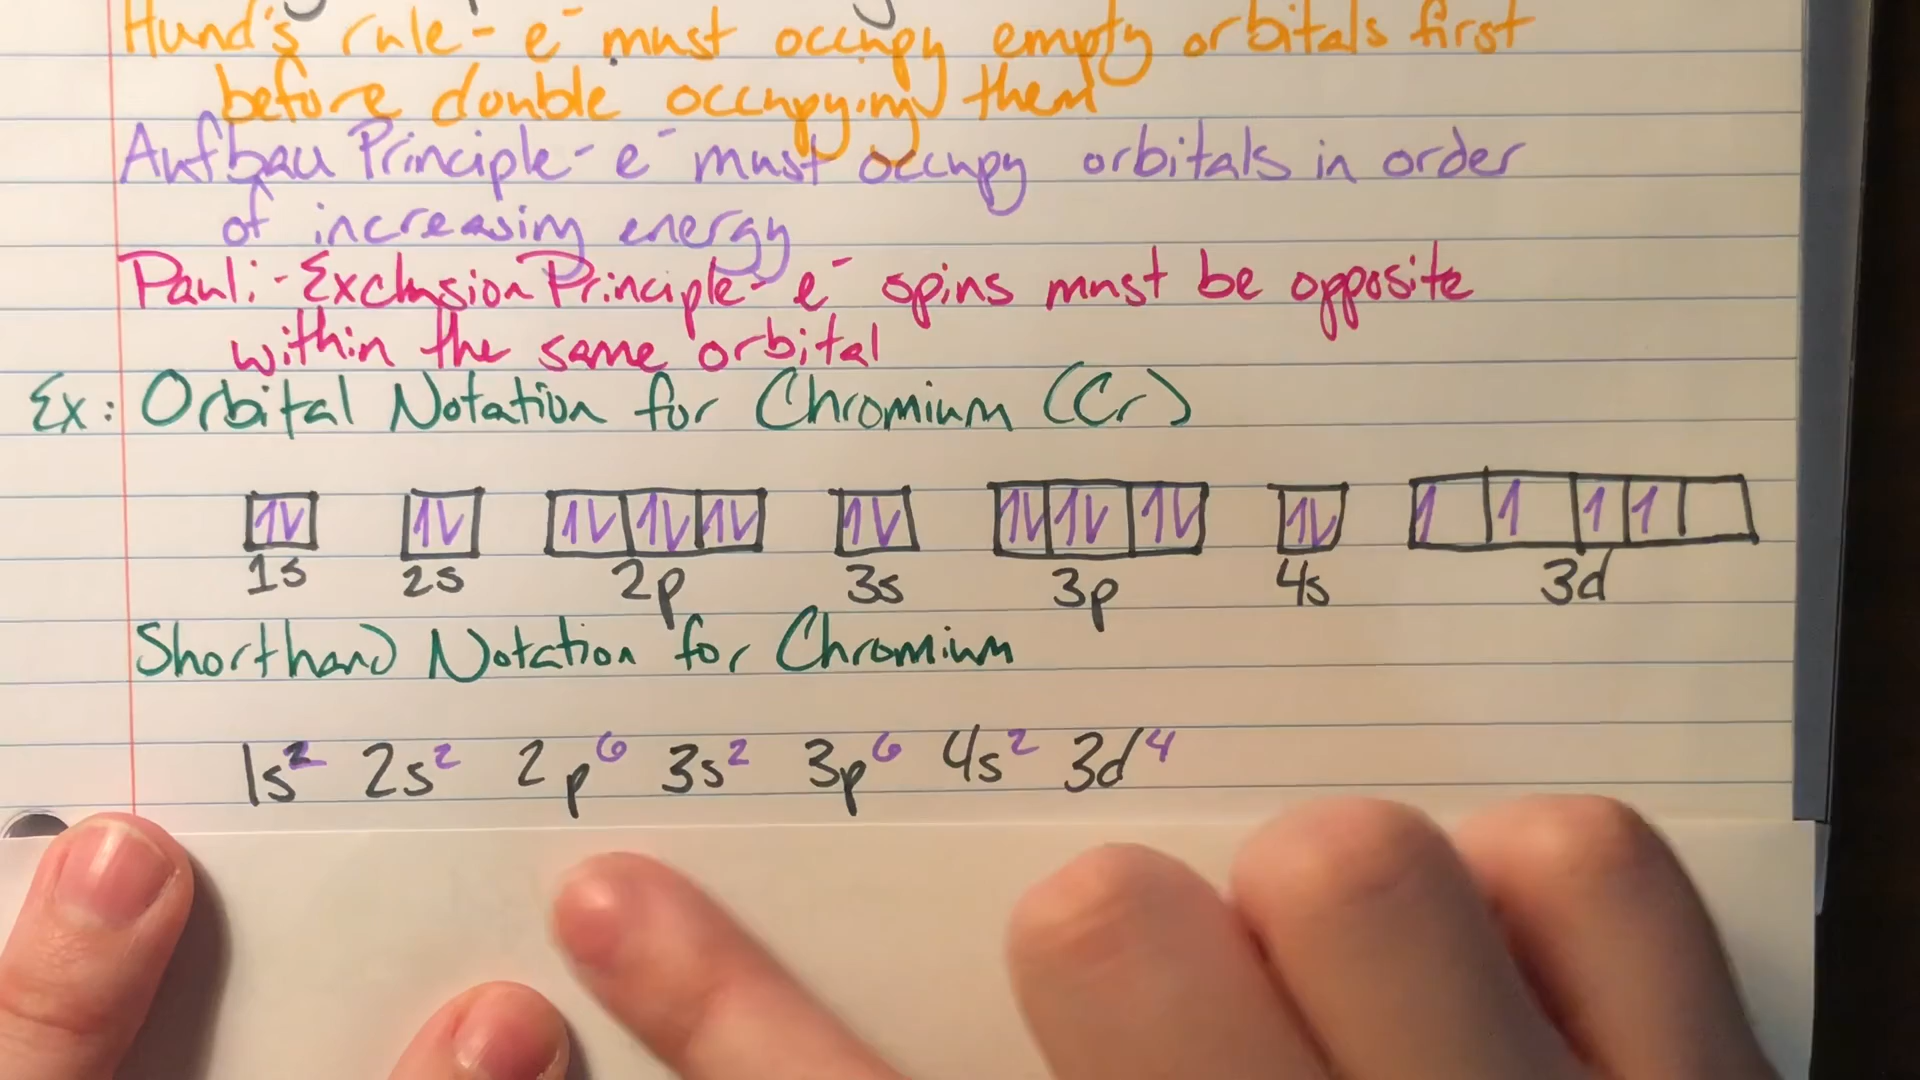 Hund's rule - e⁻ must occupy empty orbitals first
before double occupying them
Aufbau Principle - e⁻ must occupy orbitals in order
of increasing energy
Pauli-Exclusion Principle - e⁻ spins must be opposite
within the same orbital
Ex: Orbital Notation for Chromium (Cr)
1s 2s 2p 3s 3p 4s 3d
Shorthand Notation for Chromium
1s² 2s² 2p⁶ 3s² 3p⁶ 4s² 3d⁴